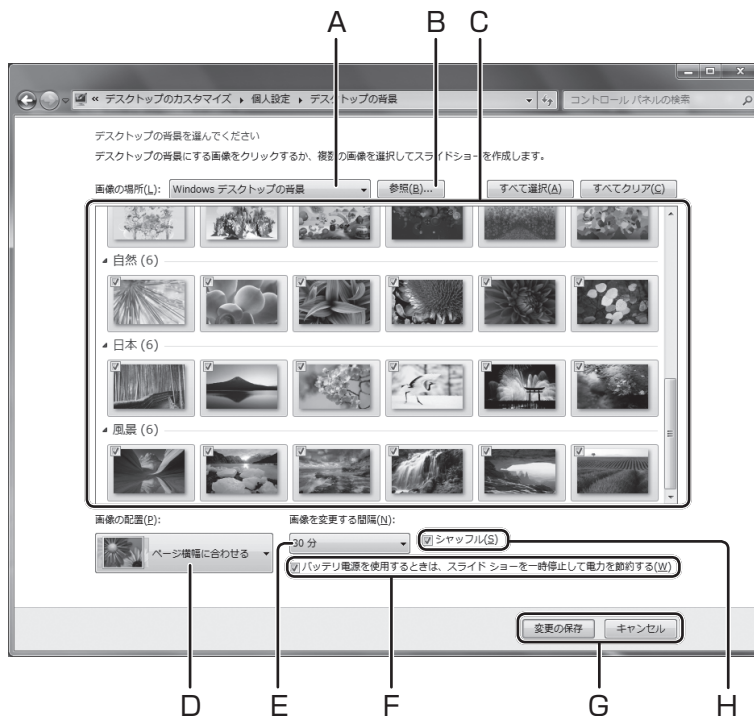 A B C
« デスクトップのカスタマイズ ▸ 個人設定 ▸ デスクトップの背景
コントロール パネルの検索
デスクトップの背景を選んでください
デスクトップの背景にする画像をクリックするか、複数の画像を選択してスライドショーを作成します。
画像の場所(L): Windows デスクトップの背景 参照(B)... すべて選択(A) すべてクリア(C)
自然 (6)
日本 (6)
風景 (6)
画像の配置(P): 画像を変更する間隔(N):
ページ横幅に合わせる 30 分 シャッフル(S)
バッテリ電源を使用するときは、スライド ショーを一時停止して電力を節約する(W)
変更の保存 キャンセル
D E F G H